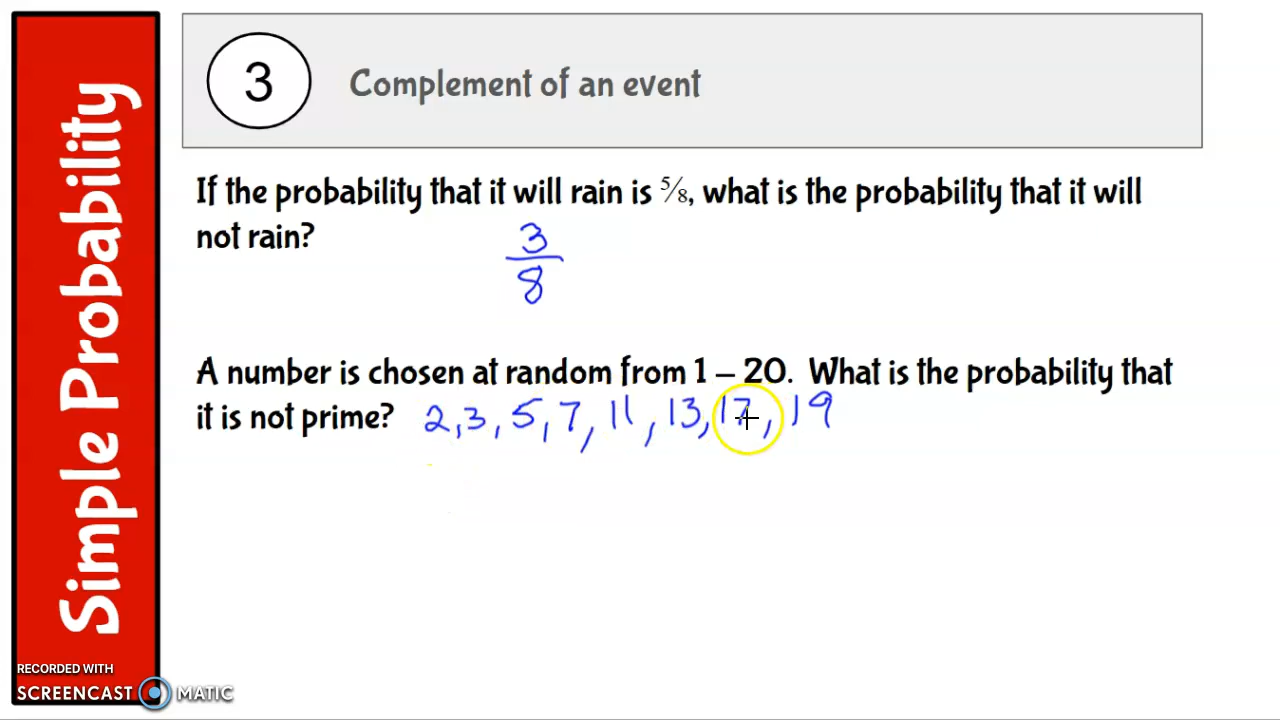 Simple Probability
3
Complement of an event
If the probability that it will rain is ⁵⁄₈, what is the probability that it will
not rain?
3
8
A number is chosen at random from 1 – 20. What is the probability that
it is not prime? 2, 3, 5, 7, 11, 13, 17, 19
RECORDED WITH
SCREENCAST MATIC